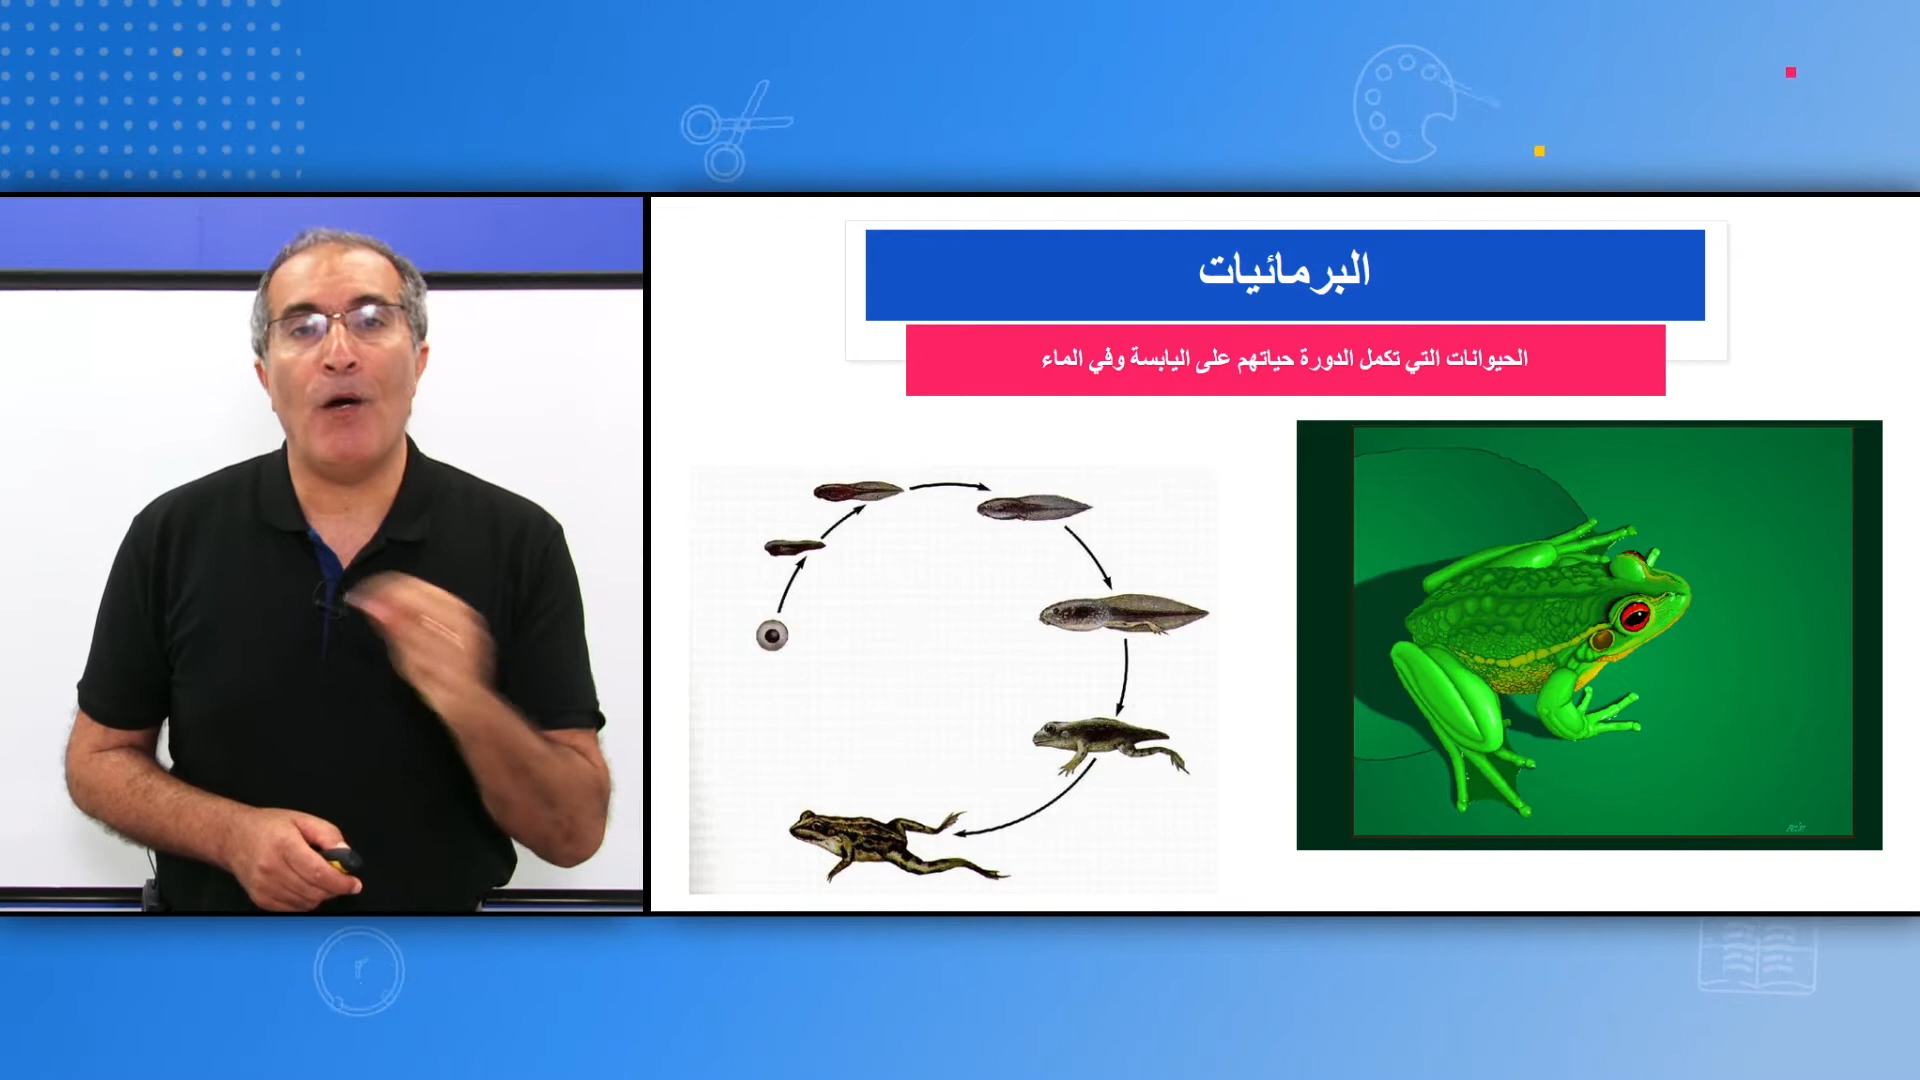 البرمائيات
الحيوانات التي تكمل الدورة حياتهم على اليابسة وفي الماء